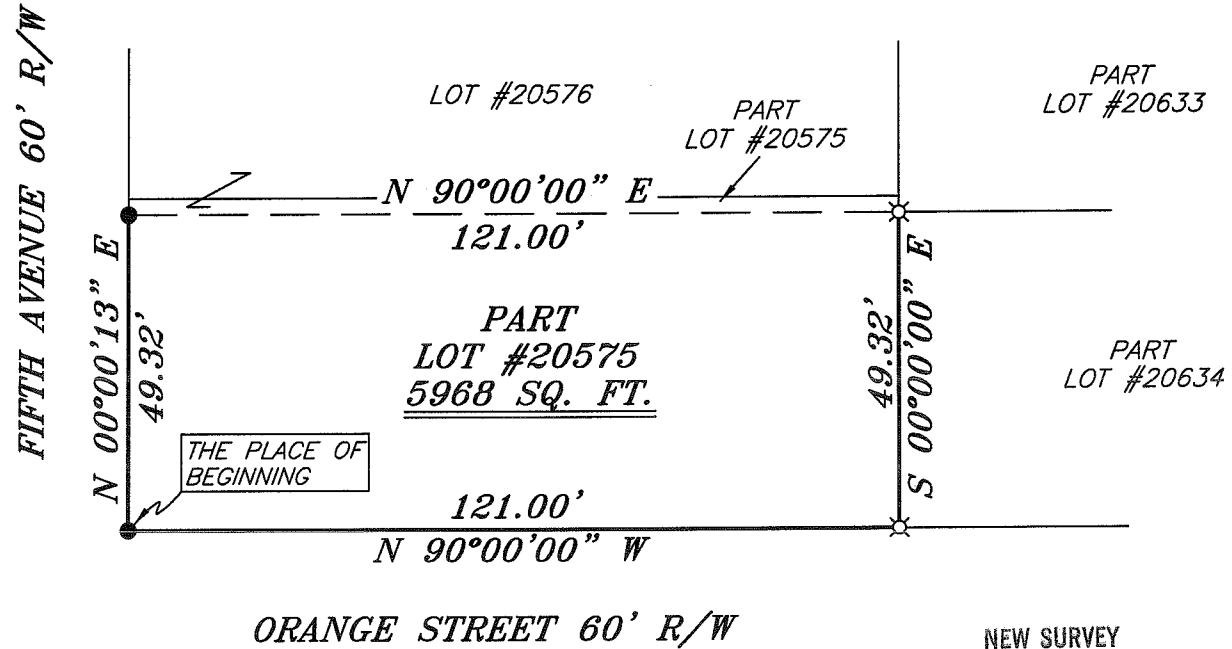 FIFTH AVENUE 60' R/W
LOT #20576
PART
LOT #20575
PART
LOT #20633
N 90°00'00" E
121.00'
N 00°00'13" E
49.32'
PART
LOT #20575
5968 SQ. FT.
49.32'
S 00°00'00" E
PART
LOT #20634
THE PLACE OF
BEGINNING
121.00'
N 90°00'00" W
ORANGE STREET 60' R/W
NEW SURVEY